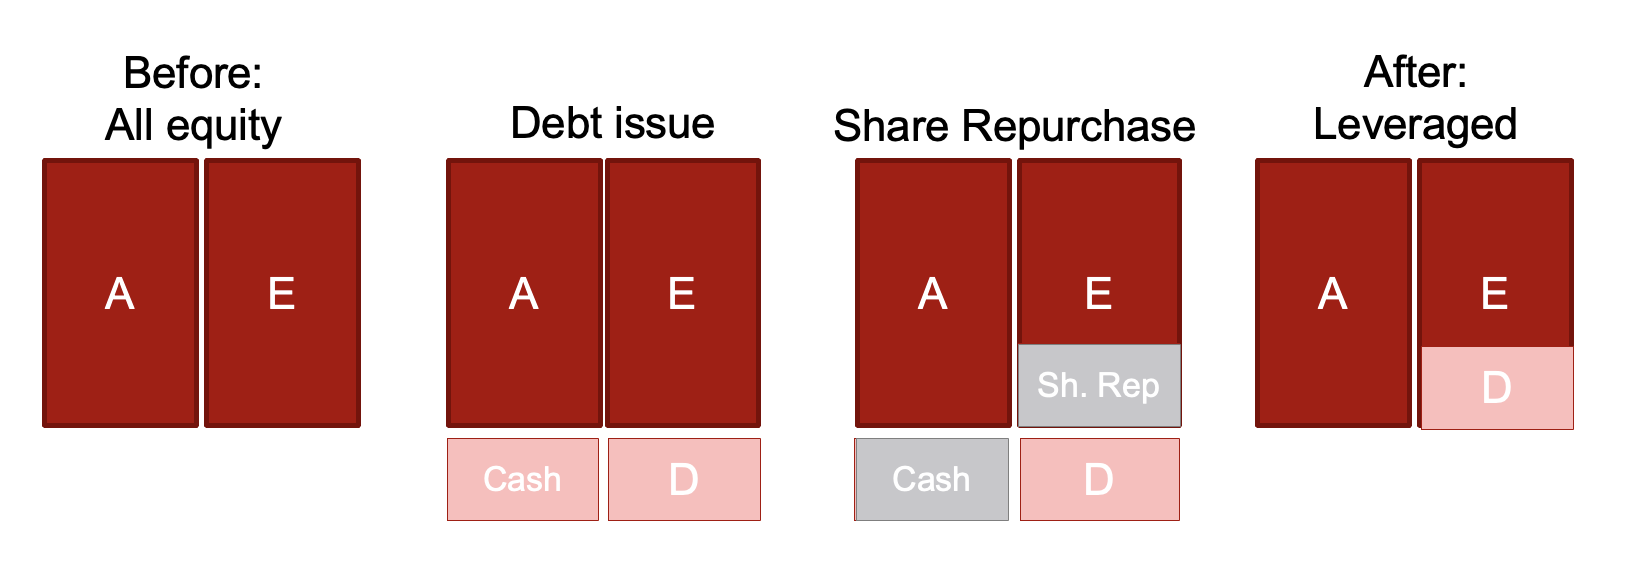 Before:
All equity
A
E
Debt issue
A
E
Cash
D
Share Repurchase
A
E
Sh. Rep
Cash
D
After:
Leveraged
A
E
D